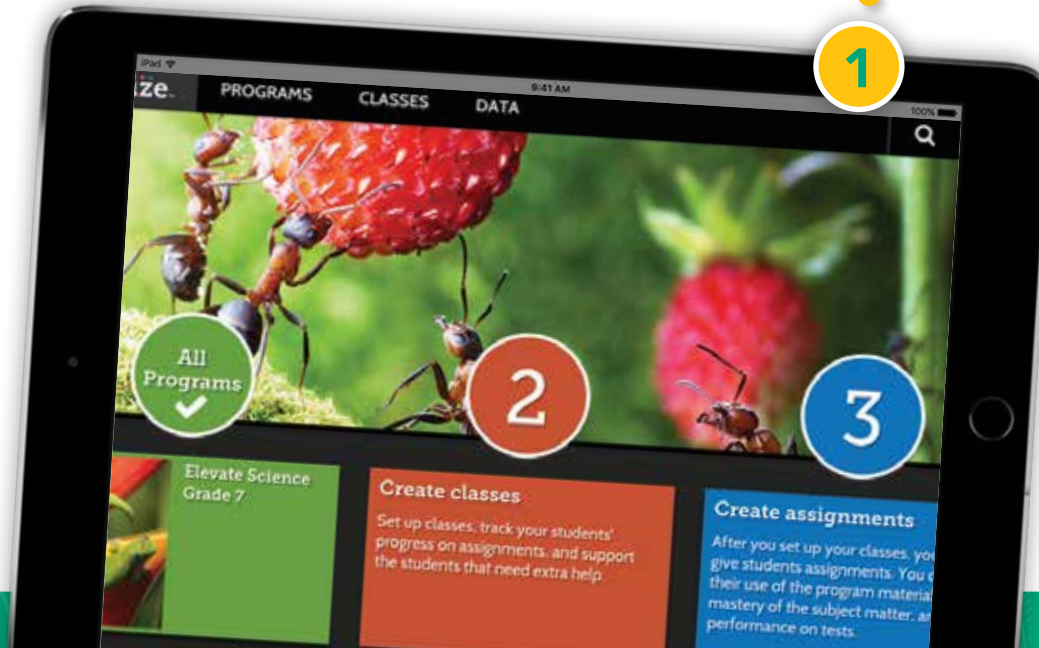 1
iPad
9:41 AM
100%
ize.
PROGRAMS
CLASSES
DATA
All
Programs
2
3
Elevate Science
Grade 7
Create classes
Set up classes, track your students'
progress on assignments, and support
the students that need extra help.
Create assignments
After you set up your classes, you
give students assignments. You
their use of the program material
mastery of the subject matter, a
performance on tests.